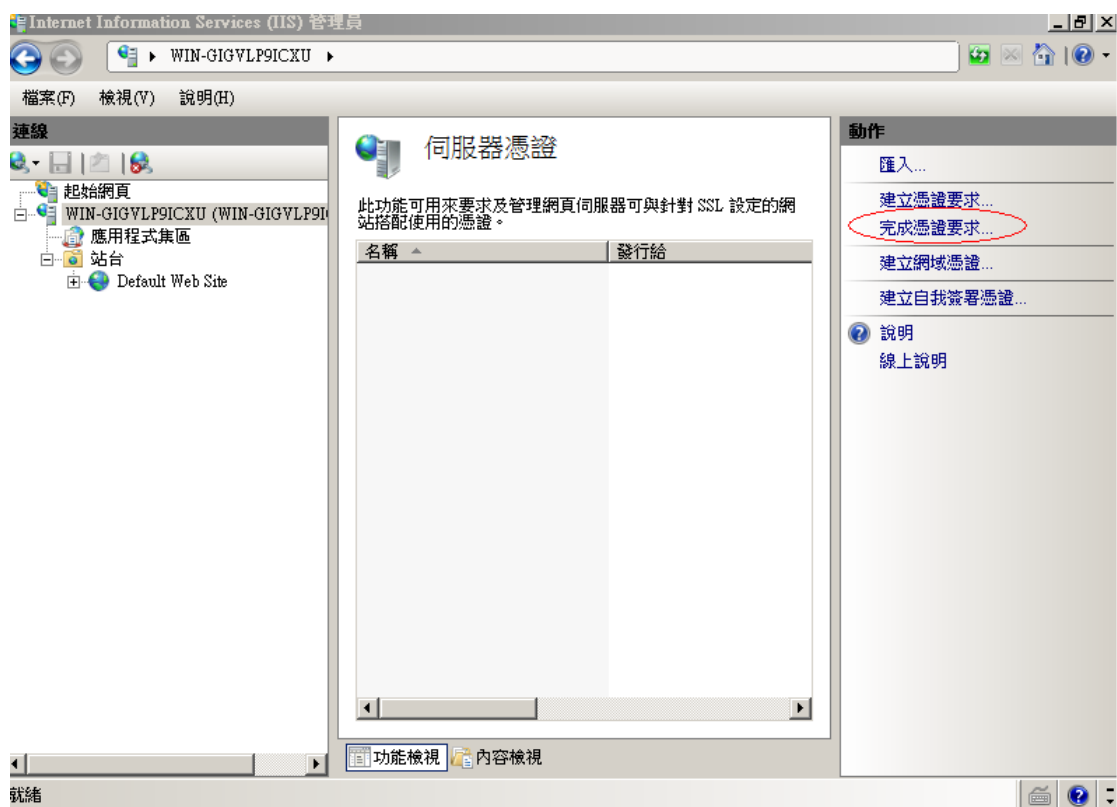 Internet Information Services (IIS) 管理員
WIN-GIGVLP9ICXU
檔案(F) 檢視(V) 說明(H)
連線
起始網頁
WIN-GIGVLP9ICXU (WIN-GIGVLP9I
應用程式集區
站台
Default Web Site
伺服器憑證
此功能可用來要求及管理網頁伺服器可與針對 SSL 設定的網
站搭配使用的憑證。
名稱 發行給
功能檢視 內容檢視
動作
匯入...
建立憑證要求...
完成憑證要求...
建立網域憑證...
建立自我簽署憑證...
說明
線上說明
就緒